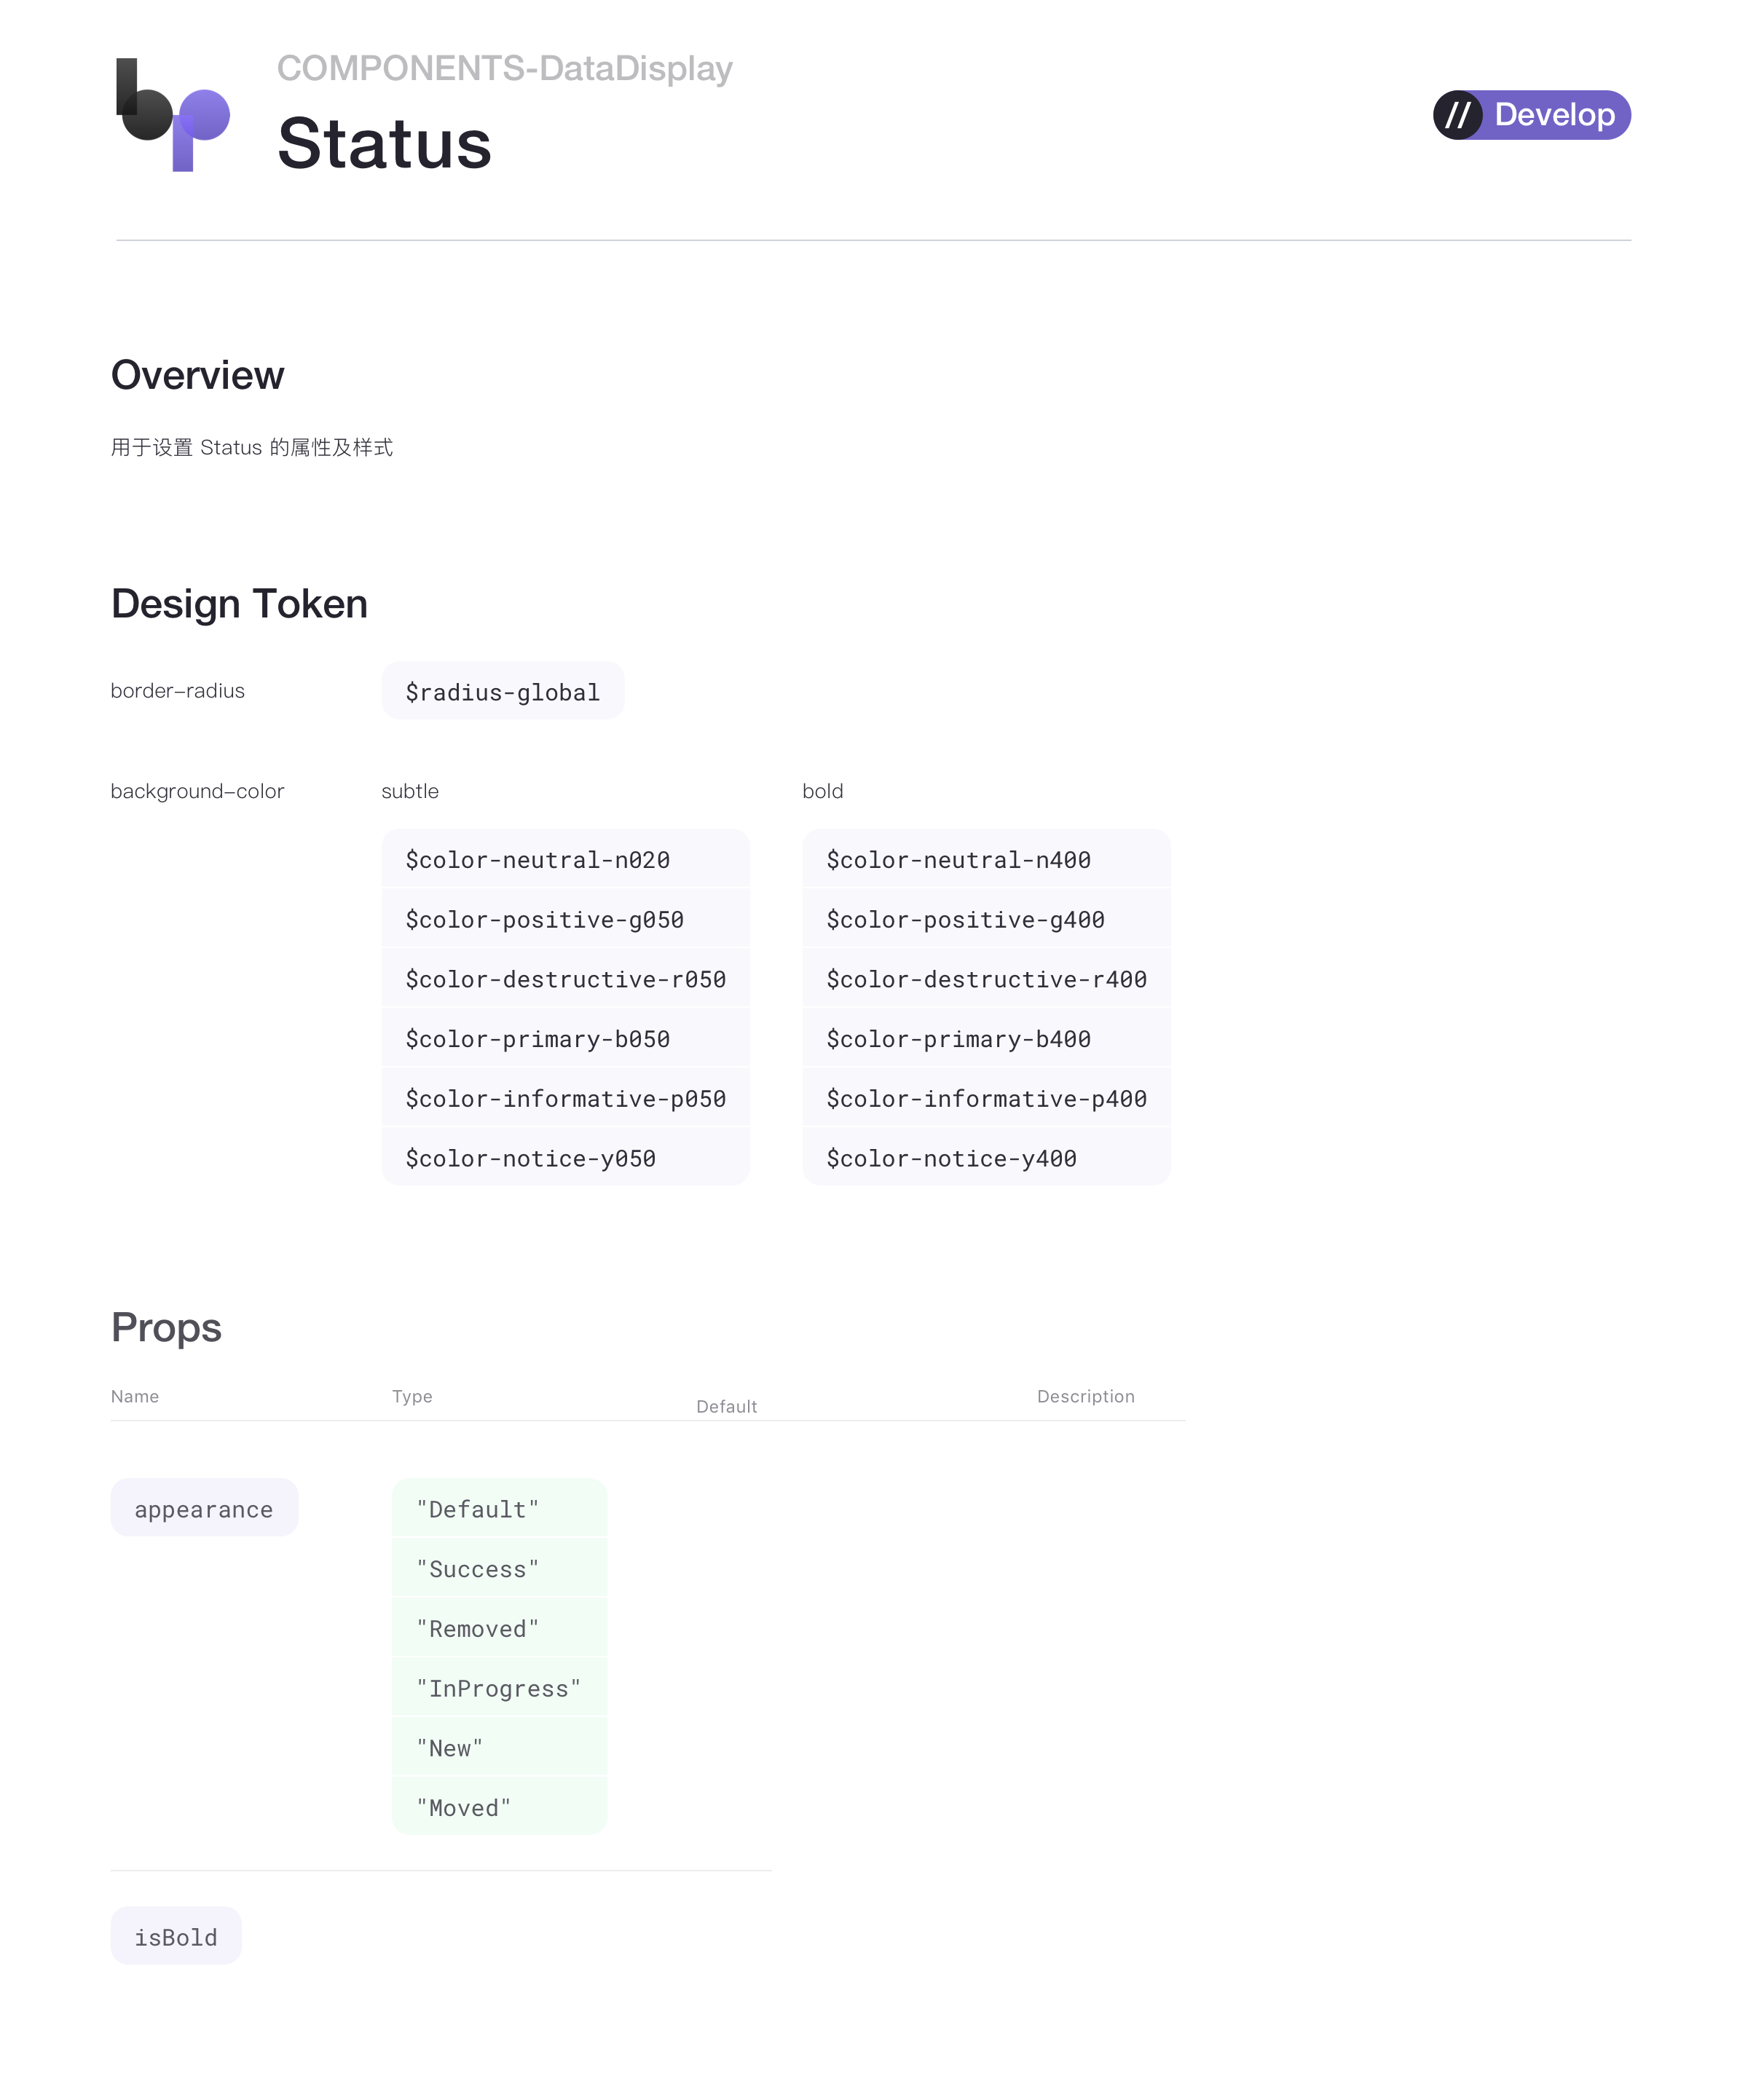 COMPONENTS-DataDisplay
Status
// Develop
Overview
用于设置 Status 的属性及样式
Design Token
border-radius
$radius-global
background-color
subtle
bold
$color-neutral-n020
$color-neutral-n400
$color-positive-g050
$color-positive-g400
$color-destructive-r050
$color-destructive-r400
$color-primary-b050
$color-primary-b400
$color-informative-p050
$color-informative-p400
$color-notice-y050
$color-notice-y400
Props
Name
Type
Default
Description
appearance
"Default"
"Success"
"Removed"
"InProgress"
"New"
"Moved"
isBold